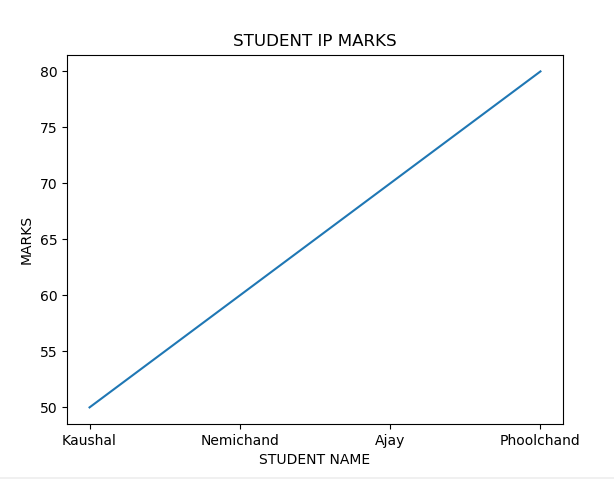 STUDENT IP MARKS
80
75
70
65
60
55
50
MARKS
Kaushal Nemichand Ajay Phoolchand
STUDENT NAME